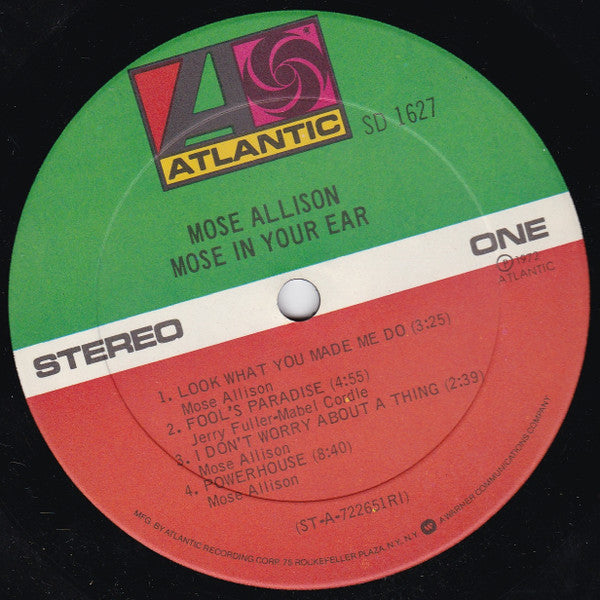 ATLANTIC
SD 1627
MOSE ALLISON
MOSE IN YOUR EAR
STEREO
ONE
℗ 1972
ATLANTIC
1. LOOK WHAT YOU MADE ME DO (3:25)
Mose Allison
2. FOOL'S PARADISE (4:55)
Jerry Fuller-Mabel Cordle
3. I DON'T WORRY ABOUT A THING (2:39)
Mose Allison
4. POWERHOUSE (8:40)
Mose Allison
(ST-A-722651RI)
MFG. BY ATLANTIC RECORDING CORP. 75 ROCKEFELLER PLAZA, N.Y., N.Y. W A WARNER COMMUNICATIONS COMPANY